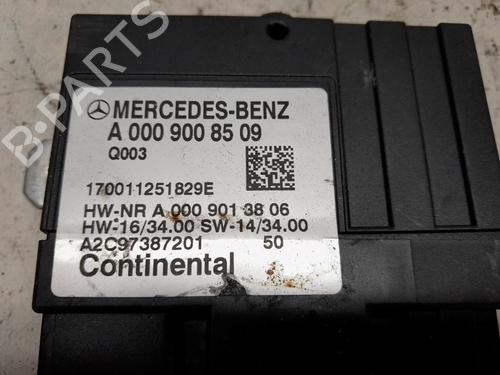 MERCEDES-BENZ
A 000 900 85 09
Q003
170011251829E
HW-NR A 000 901 38 06
HW-16/34.00 SW-14/34.00
A2C97387201 50
Continental
B-PARTS